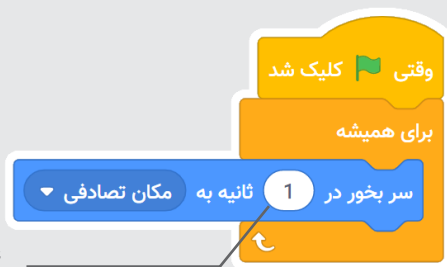 وقتی کلیک شد
برای همیشه
سر بخور در 1 ثانیه به مکان تصادفی